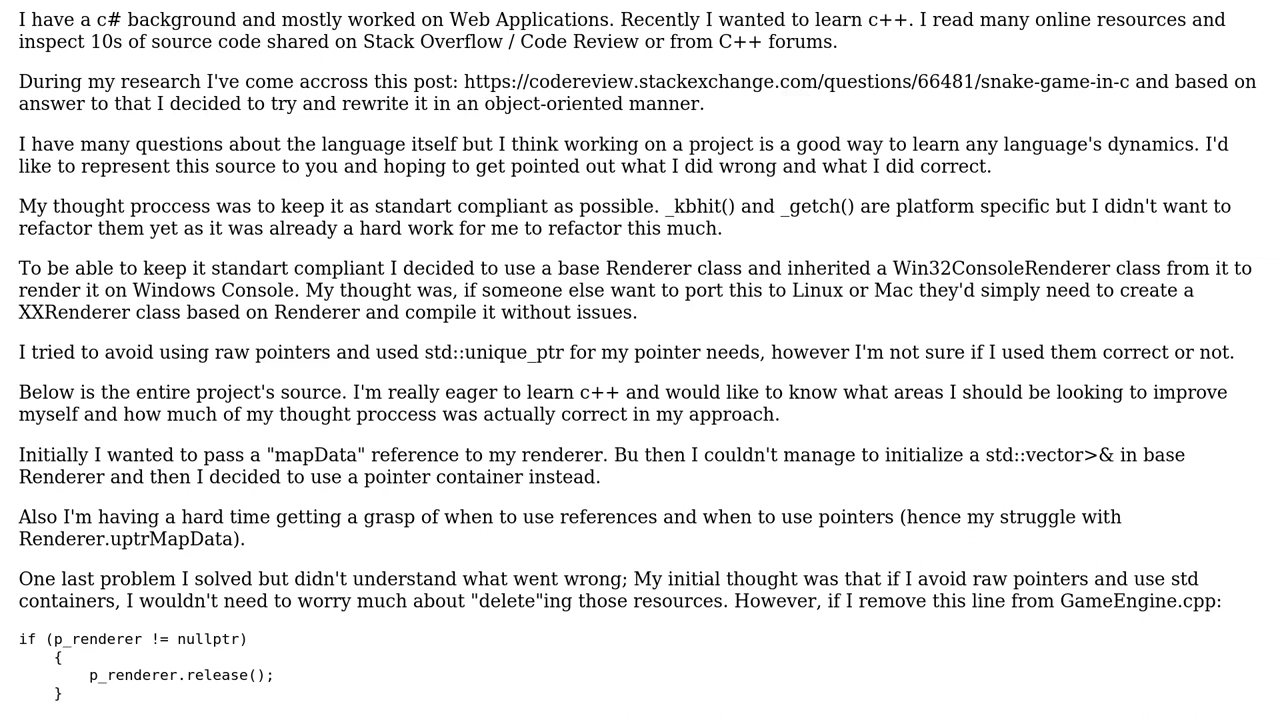 I have a c# background and mostly worked on Web Applications. Recently I wanted to learn c++. I read many online resources and
inspect 10s of source code shared on Stack Overflow / Code Review or from C++ forums.
During my research I've come accross this post: https://codereview.stackexchange.com/questions/66481/snake-game-in-c and based on
answer to that I decided to try and rewrite it in an object-oriented manner.
I have many questions about the language itself but I think working on a project is a good way to learn any language's dynamics. I'd
like to represent this source to you and hoping to get pointed out what I did wrong and what I did correct.
My thought proccess was to keep it as standart compliant as possible. _kbhit() and _getch() are platform specific but I didn't want to
refactor them yet as it was already a hard work for me to refactor this much.
To be able to keep it standart compliant I decided to use a base Renderer class and inherited a Win32ConsoleRenderer class from it to
render it on Windows Console. My thought was, if someone else want to port this to Linux or Mac they'd simply need to create a
XXRenderer class based on Renderer and compile it without issues.
I tried to avoid using raw pointers and used std::unique_ptr for my pointer needs, however I'm not sure if I used them correct or not.
Below is the entire project's source. I'm really eager to learn c++ and would like to know what areas I should be looking to improve
myself and how much of my thought proccess was actually correct in my approach.
Initially I wanted to pass a "mapData" reference to my renderer. Bu then I couldn't manage to initialize a std::vector>& in base
Renderer and then I decided to use a pointer container instead.
Also I'm having a hard time getting a grasp of when to use references and when to use pointers (hence my struggle with
Renderer.uptrMapData).
One last problem I solved but didn't understand what went wrong; My initial thought was that if I avoid raw pointers and use std
containers, I wouldn't need to worry much about "delete"ing those resources. However, if I remove this line from GameEngine.cpp:
if (p_renderer != nullptr)
    {
        p_renderer.release();
    }